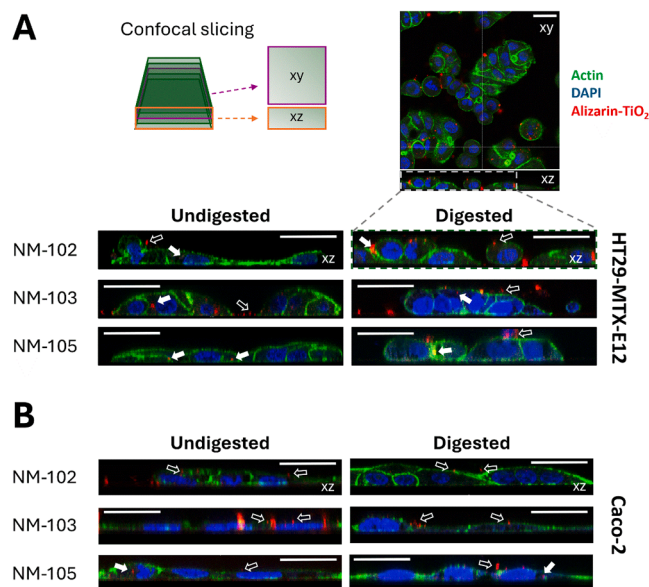 A
Confocal slicing
xy
xz
xy
xz
Actin
DAPI
Alizarin-TiO₂
Undigested
Digested
NM-102
xz
xz
NM-103
NM-105
HT29-MTX-E12
B
Undigested
Digested
NM-102
xz
xz
NM-103
NM-105
Caco-2